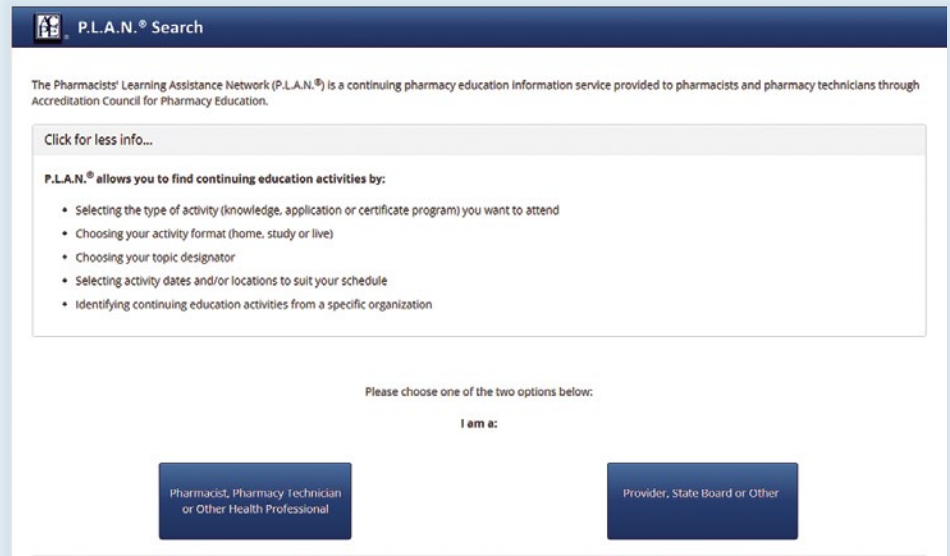 P.L.A.N.® Search
The Pharmacists' Learning Assistance Network (P.L.A.N.®) is a continuing pharmacy education information service provided to pharmacists and pharmacy technicians through
Accreditation Council for Pharmacy Education.
Click for less info...
P.L.A.N.® allows you to find continuing education activities by:
• Selecting the type of activity (knowledge, application or certificate program) you want to attend
• Choosing your activity format (home, study or live)
• Choosing your topic designator
• Selecting activity dates and/or locations to suit your schedule
• Identifying continuing education activities from a specific organization
Please choose one of the two options below:
I am a:
Pharmacist, Pharmacy Technician
or Other Health Professional
Provider, State Board or Other